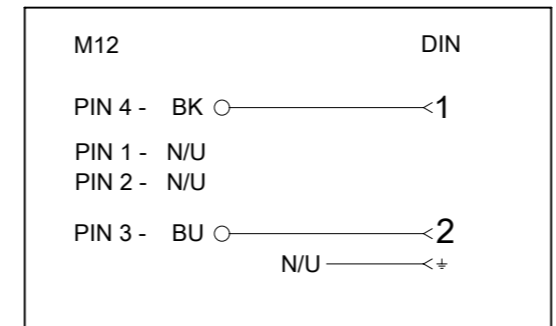 M12 DIN
PIN 4 - BK 1
PIN 1 - N/U
PIN 2 - N/U
PIN 3 - BU 2
N/U